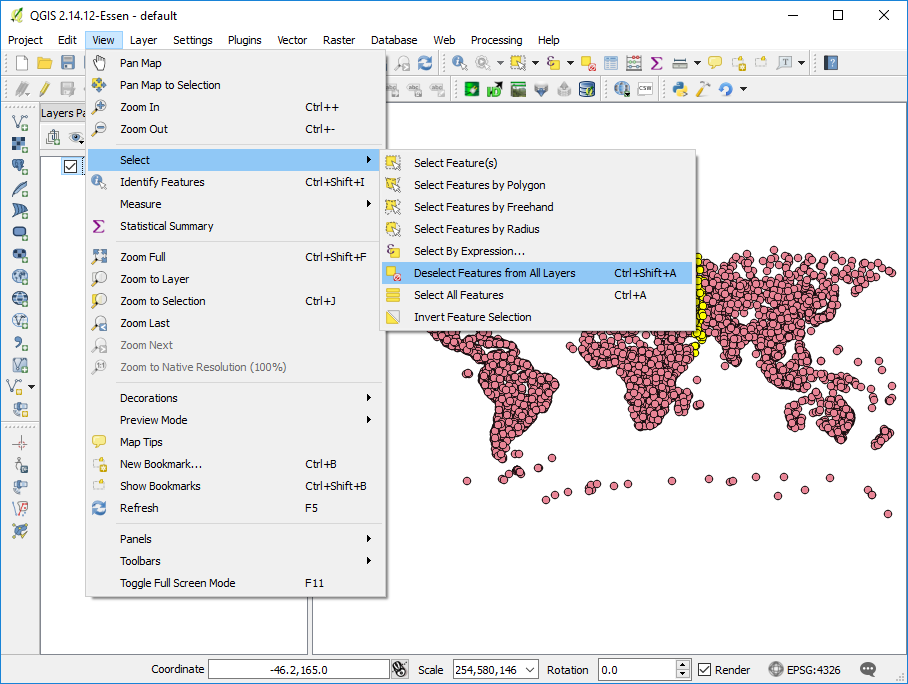 QGIS 2.14.12-Essen - default
Project Edit View Layer Settings Plugins Vector Raster Database Web Processing Help
Layers Pa
Pan Map
Pan Map to Selection
Zoom In Ctrl++
Zoom Out Ctrl+-
Select
Identify Features Ctrl+Shift+I
Measure
Statistical Summary
Zoom Full Ctrl+Shift+F
Zoom to Layer
Zoom to Selection Ctrl+J
Zoom Last
Zoom Next
Zoom to Native Resolution (100%)
Decorations
Preview Mode
Map Tips
New Bookmark... Ctrl+B
Show Bookmarks Ctrl+Shift+B
Refresh F5
Panels
Toolbars
Toggle Full Screen Mode F11
Select Feature(s)
Select Features by Polygon
Select Features by Freehand
Select Features by Radius
Select By Expression...
Deselect Features from All Layers Ctrl+Shift+A
Select All Features Ctrl+A
Invert Feature Selection
Coordinate -46.2,165.0 Scale 254,580,146 Rotation 0.0 Render EPSG:4326